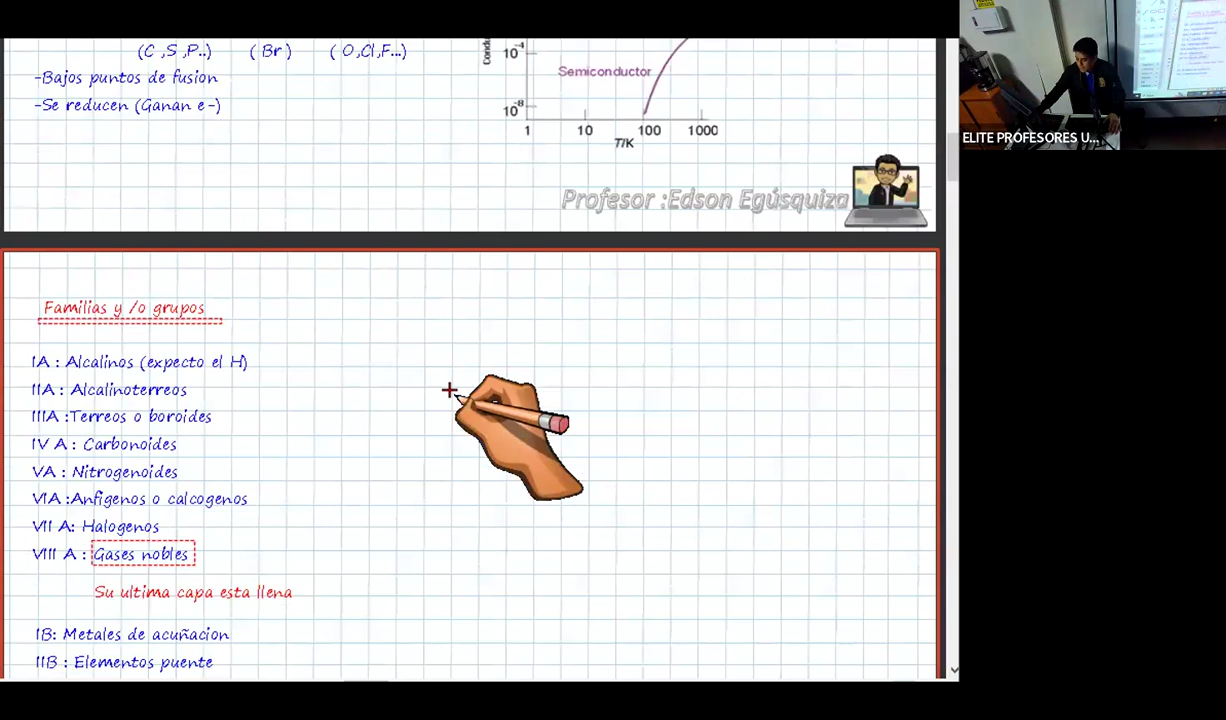 (C ,S ,P..) ( Br ) ( O,Cl,F...)
-Bajos puntos de fusion
-Se reducen (Ganan e-)
10⁻⁴
Semiconductor
10⁻⁸
1 10 100 1000
T/K
Profesor :Edson Egúsquiza
ELITE PROFESORES U...
Familias y /o grupos
IA : Alcalinos (expecto el H)
IIA : Alcalinoterreos
IIIA :Terreos o boroides
IV A : Carbonoides
VA : Nitrogenoides
VIA :Anfigenos o calcogenos
VII A: Halogenos
VIII A : Gases nobles
Su ultima capa esta llena
IB: Metales de acuñacion
IIB : Elementos puente